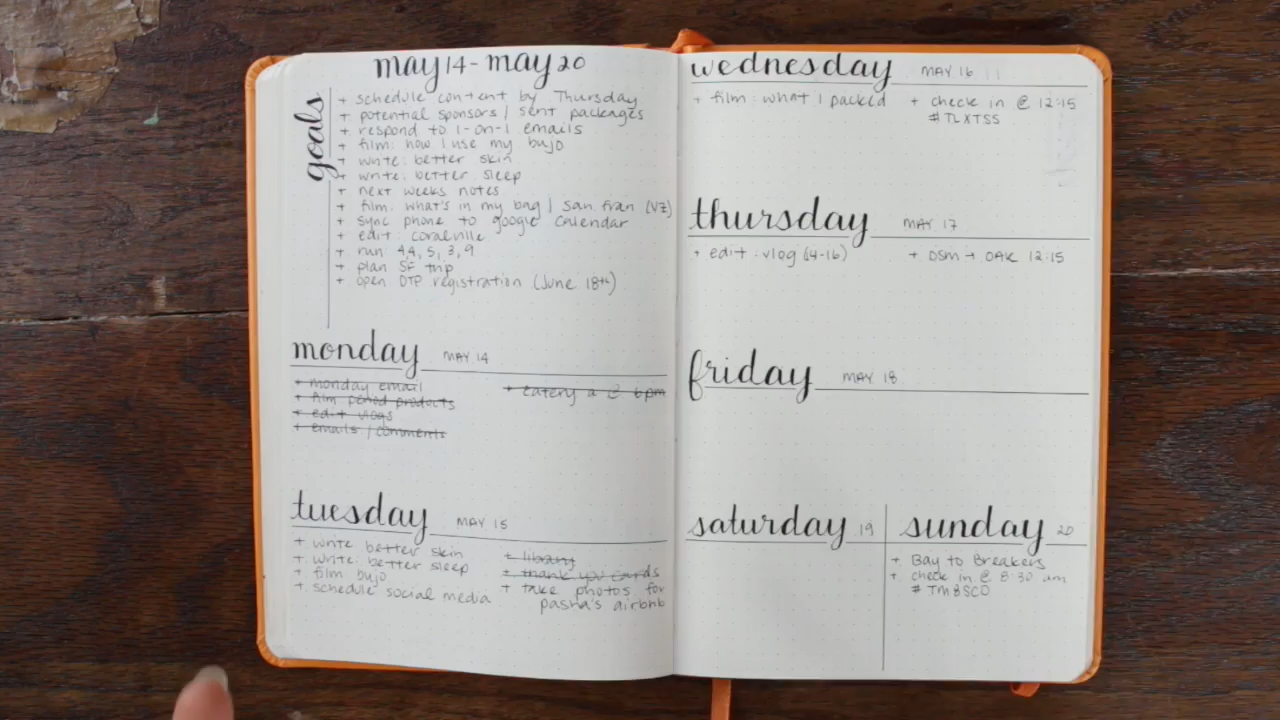 may 14 - may 20
goals
+ schedule content by Thursday
+ potential sponsors / sent packages
+ respond to 1-on-1 emails
+ film: how I use my bujo
+ write: better skin
+ write: better sleep
+ next weeks notes
+ film: what's in my bag | san fran (VZ)
+ sync phone to google calendar
+ edit: coralville
+ run 4, 4, 5, 3, 9
+ plan SF trip
+ open DTP registration (June 18th)
monday MAY 14
+ monday email
+ film period products
+ edit vlogs
+ emails / comments
+ eatery a @ 6pm
tuesday MAY 15
+ write better skin
+ write: better sleep
+ film bujo
+ schedule social media
+ library
+ thank you cards
+ take photos for
pasha's airbnb
wednesday MAY 16
+ film: what I packed
+ check in @ 12:15
# TLXTSS
thursday MAY 17
+ edit: vlog (14-16)
+ DSM → OAK 12:15
friday MAY 18
saturday 19
sunday 20
+ Bay to Breakers
+ check in @ 8:30 am
# TM8SCO